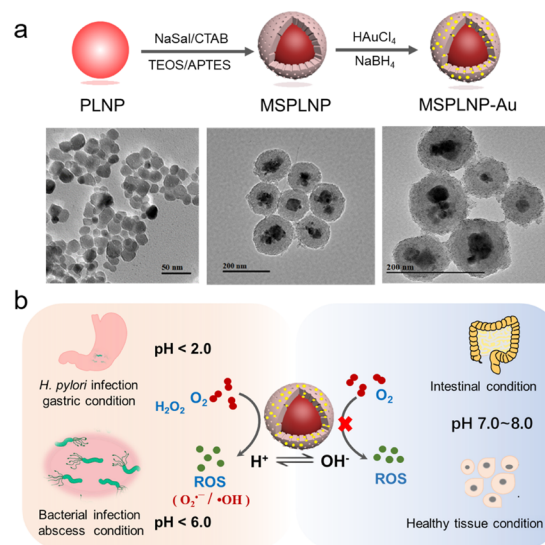 a
NaSal/CTAB
TEOS/APTES
HAuCl₄
NaBH₄
PLNP
MSPLNP
MSPLNP-Au
50 nm
200 nm
200 nm
b
pH < 2.0
H. pylori infection
gastric condition
H₂O₂ O₂
O₂
Intestinal condition
pH 7.0~8.0
H⁺ OH⁻
ROS
( O₂•⁻ / •OH )
ROS
Bacterial infection
abscess condition
pH < 6.0
Healthy tissue condition